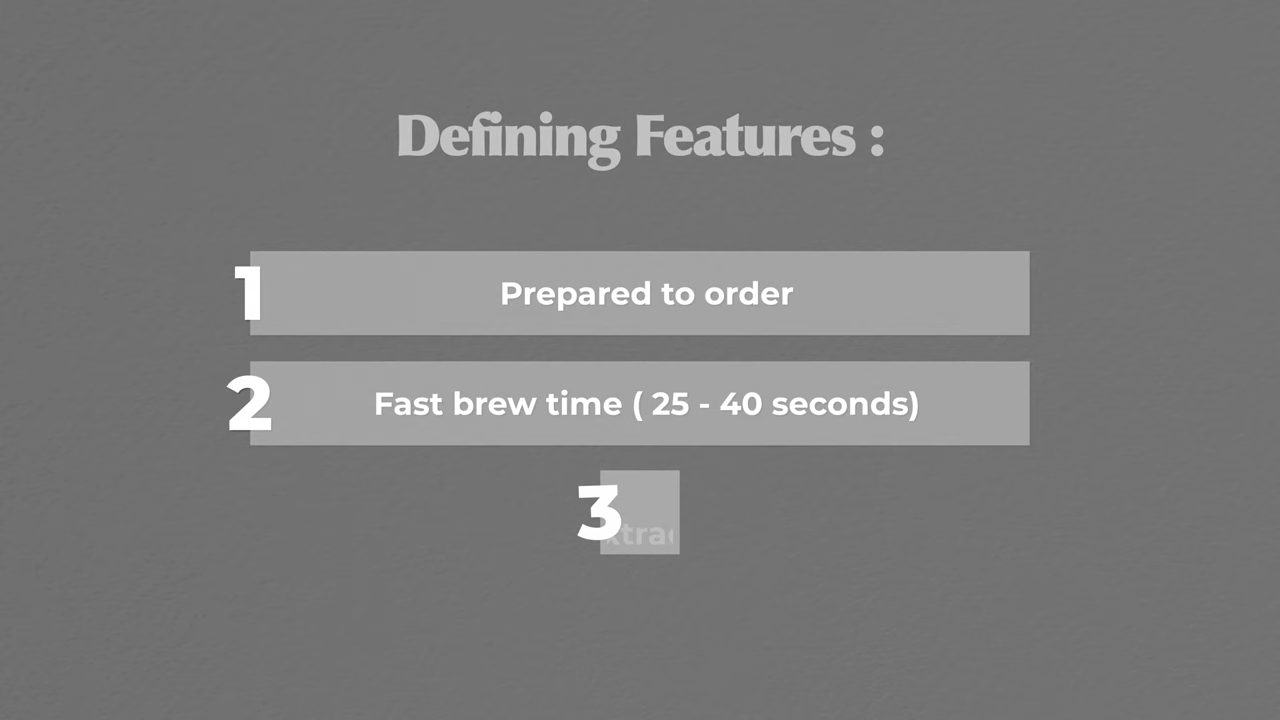 Defining Features :
1 Prepared to order
2 Fast brew time ( 25 - 40 seconds)
3